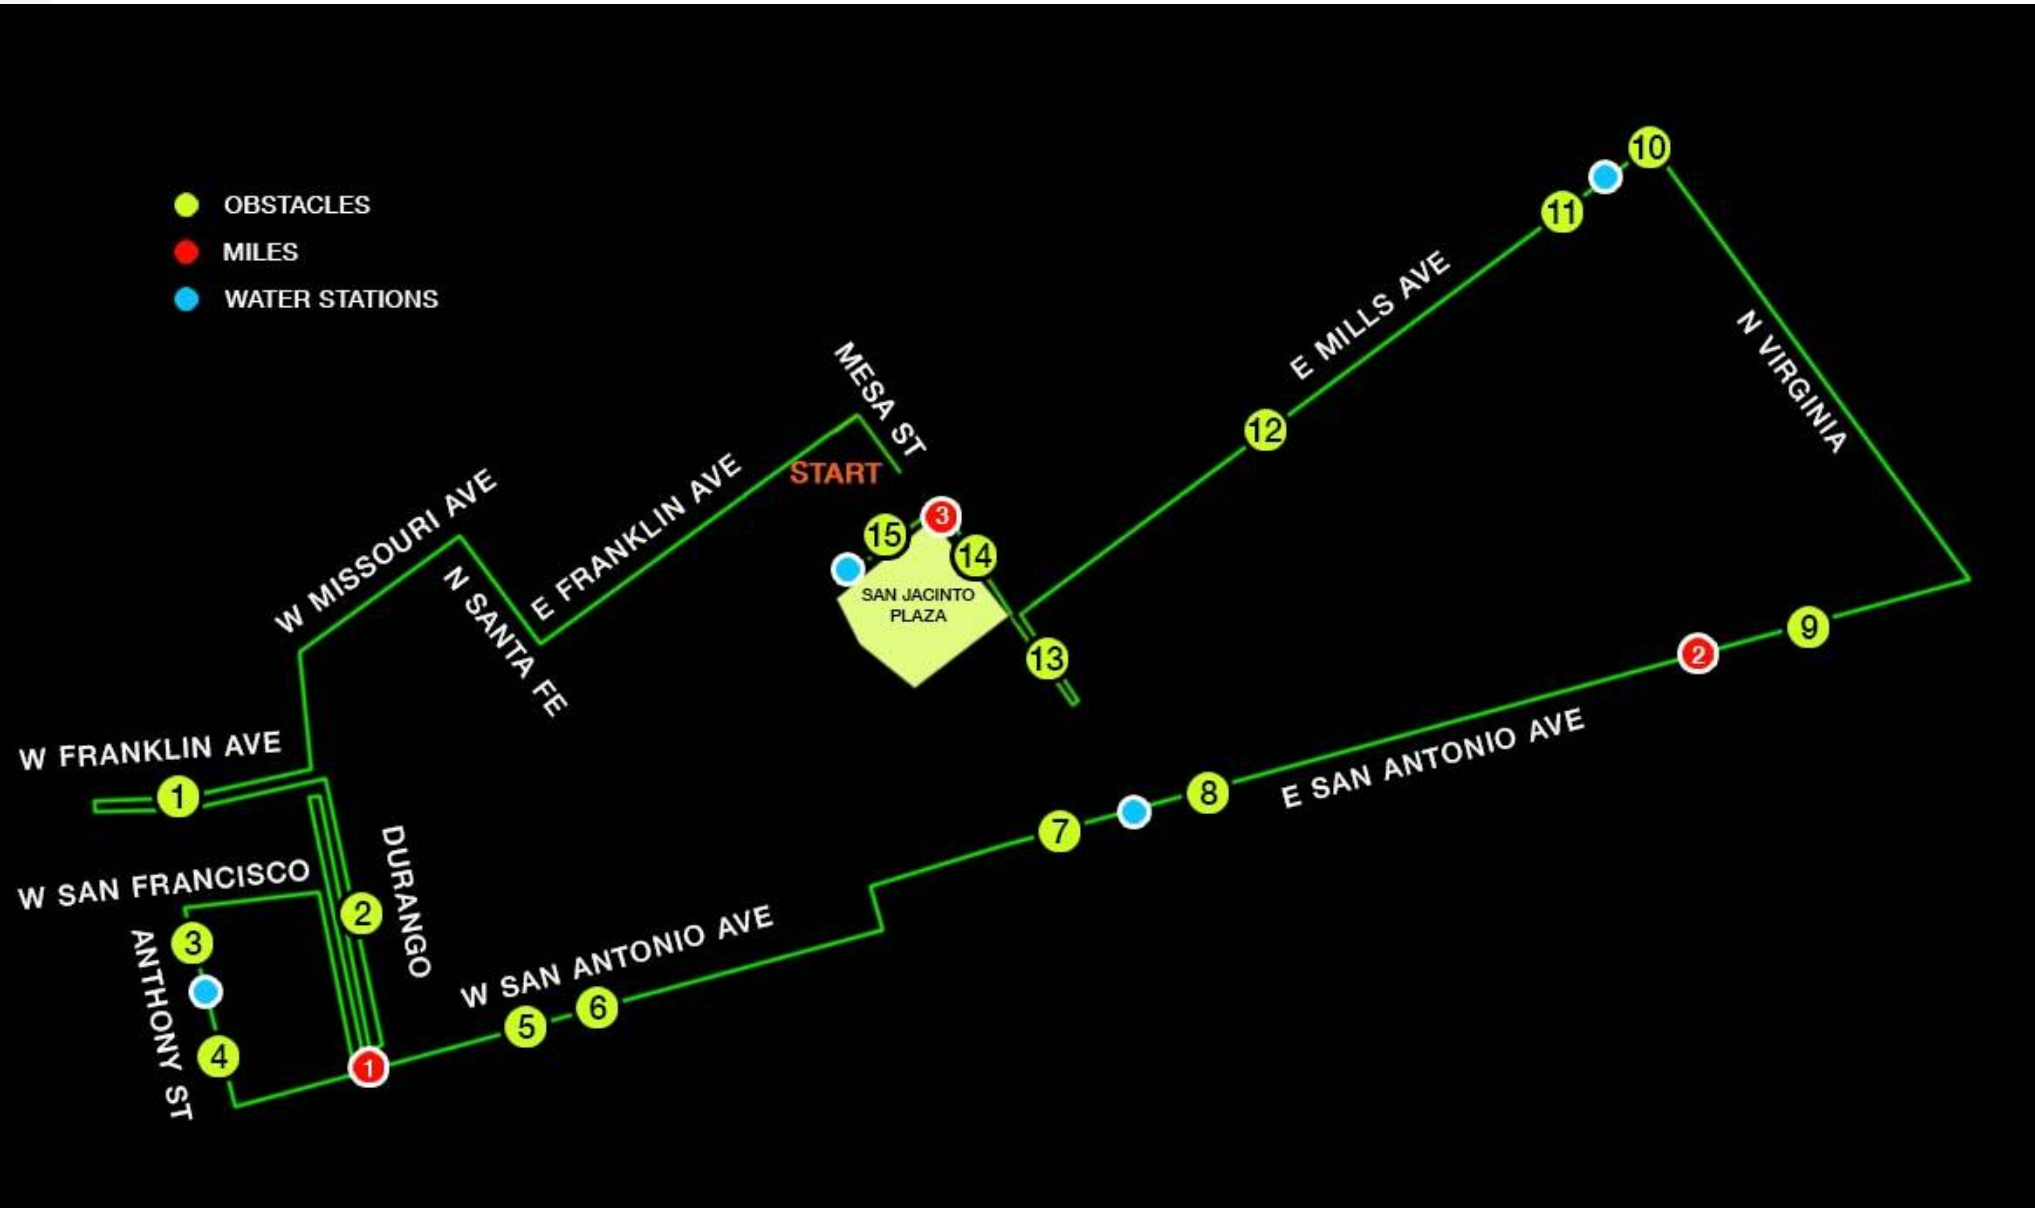 OBSTACLES
MILES
WATER STATIONS
10
11
E MILLS AVE
N VIRGINIA
MESA ST
12
START
E FRANKLIN AVE
W MISSOURI AVE
N SANTA FE
3
15
14
SAN JACINTO
PLAZA
13
9
2
W FRANKLIN AVE
1
8
E SAN ANTONIO AVE
7
DURANGO
W SAN FRANCISCO
2
3
ANTHONY ST
4
W SAN ANTONIO AVE
5
6
1